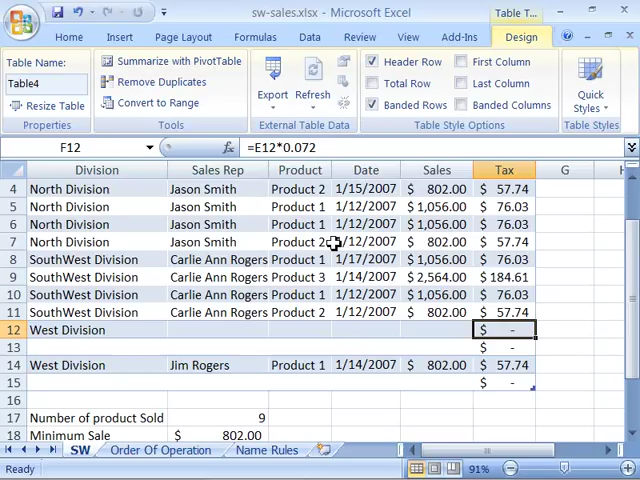 sw-sales.xlsx - Microsoft Excel
Table T...
Home Insert Page Layout Formulas Data Review View Add-Ins Design
Table Name:
Table4
Resize Table
Properties
Summarize with PivotTable
Remove Duplicates
Convert to Range
Tools
Export Refresh
External Table Data
Header Row First Column
Total Row Last Column
Banded Rows Banded Columns
Table Style Options
Quick
Styles
Table Styles
F12 fx =E12*0.072
Division Sales Rep Product Date Sales Tax G H
4 North Division Jason Smith Product 2 1/15/2007 $ 802.00 $ 57.74
5 North Division Jason Smith Product 1 1/12/2007 $ 1,056.00 $ 76.03
6 North Division Jason Smith Product 1 1/12/2007 $ 1,056.00 $ 76.03
7 North Division Jason Smith Product 2 1/12/2007 $ 802.00 $ 57.74
8 SouthWest Division Carlie Ann Rogers Product 1 1/17/2007 $ 1,056.00 $ 76.03
9 SouthWest Division Carlie Ann Rogers Product 3 1/14/2007 $ 2,564.00 $ 184.61
10 SouthWest Division Carlie Ann Rogers Product 1 1/12/2007 $ 1,056.00 $ 76.03
11 SouthWest Division Carlie Ann Rogers Product 2 1/12/2007 $ 802.00 $ 57.74
12 West Division $ -
13 $ -
14 West Division Jim Rogers Product 1 1/14/2007 $ 802.00 $ 57.74
15 $ -
16
17 Number of product Sold 9
18 Minimum Sale $ 802.00
SW Order Of Operation Name Rules
Ready 91%